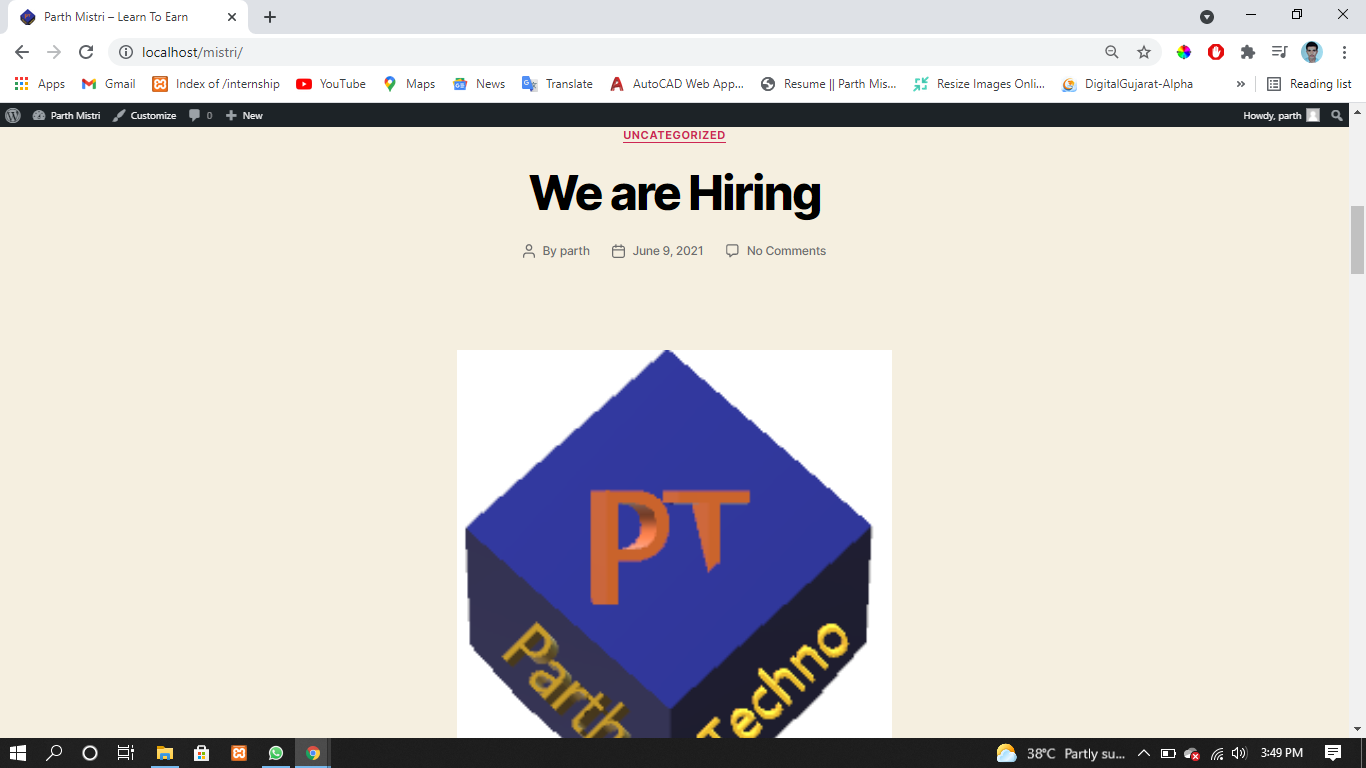 Parth Mistri – Learn To Earn
localhost/mistri/
Apps Gmail Index of /internship YouTube Maps News Translate AutoCAD Web App... Resume || Parth Mis... Resize Images Onli... DigitalGujarat-Alpha » Reading list
Parth Mistri Customize 0 New Howdy, parth
UNCATEGORIZED
We are Hiring
By parth June 9, 2021 No Comments
PT
Parth
Techno
38°C Partly su... 3:49 PM